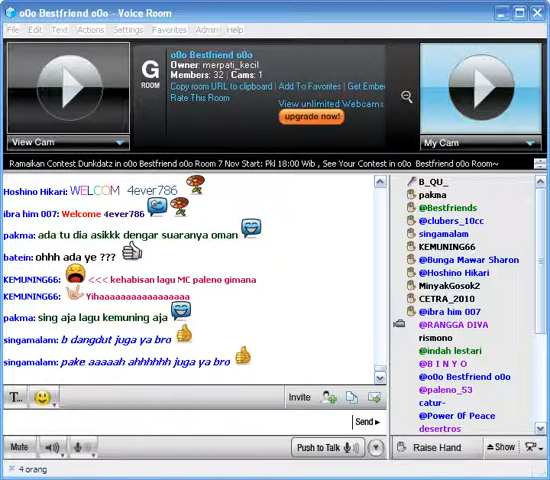 o0o Bestfriend o0o - Voice Room
File Edit Text Actions Settings Favorites Admin Help
G
ROOM
o0o Bestfriend o0o
Owner: merpati_kecil
Members: 32 | Cams: 1
Copy room URL to clipboard | Add To Favorites | Get Embe
Rate This Room
View unlimited Webcams
upgrade now!
View Cam
My Cam
Ramaikan Contest Dunkdatz in o0o Bestfriend o0o Room 7 Nov Start: Pkl 18:00 Wib , See Your Contest in o0o Bestfriend o0o Room~
Hoshino Hikari: WELCOM 4ever786
ibra him 007: Welcome 4ever786
pakma: ada tu dia asikkk dengar suaranya oman
batein: ohhh ada ye ???
KEMUNING66: <<< kehabisan lagu MC paleno gimana
KEMUNING66: Yihaaaaaaaaaaaaaaaaaa
pakma: sing aja lagu kemuning aja
singamalam: b dangdut juga ya bro
singamalam: pake aaaaah ahhhhhh juga ya bro
B_QU_
pakma
@Bestfriends
@clubers_10cc
singamalam
KEMUNING66
@Bunga Mawar Sharon
@Hoshino Hikari
MinyakGosok2
CETRA_2010
@ibra him 007
@RANGGA DIVA
rismono
@indah lestari
@B I N Y O
@o0o Bestfriend o0o
@paleno_53
catur-
@Power 0f Peace
desertros
T...
Invite
Send
Mute
Push to Talk
Raise Hand
Show
4 orang